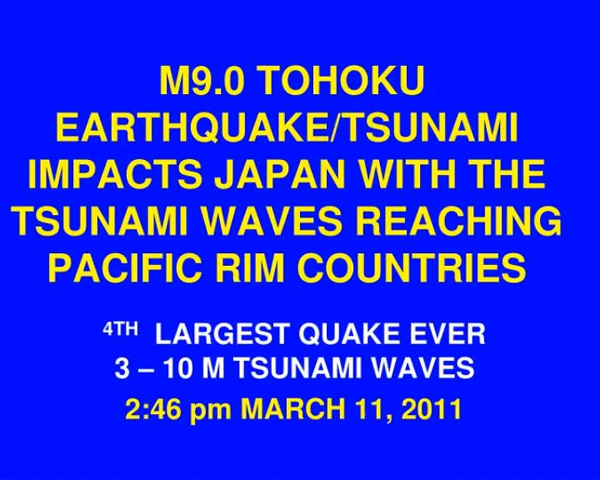 M9.0 TOHOKU
EARTHQUAKE/TSUNAMI
IMPACTS JAPAN WITH THE
TSUNAMI WAVES REACHING
PACIFIC RIM COUNTRIES
4TH LARGEST QUAKE EVER
3 – 10 M TSUNAMI WAVES
2:46 pm MARCH 11, 2011